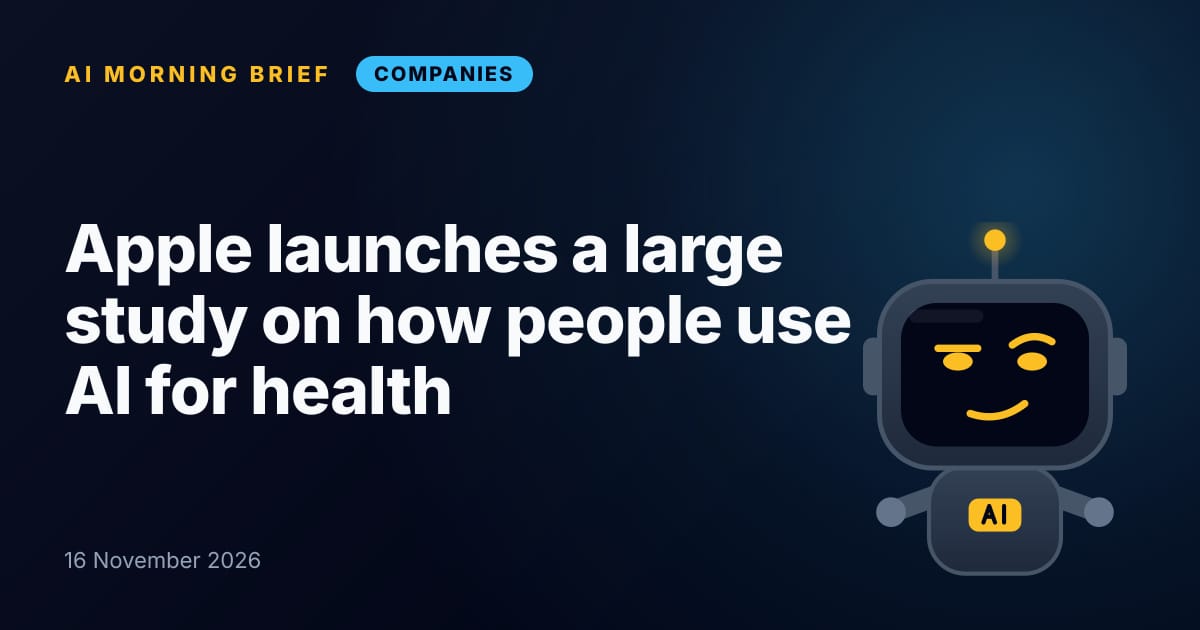 AI MORNING BRIEF
COMPANIES
Apple launches a large
study on how people use
AI for health
AI
16 November 2026